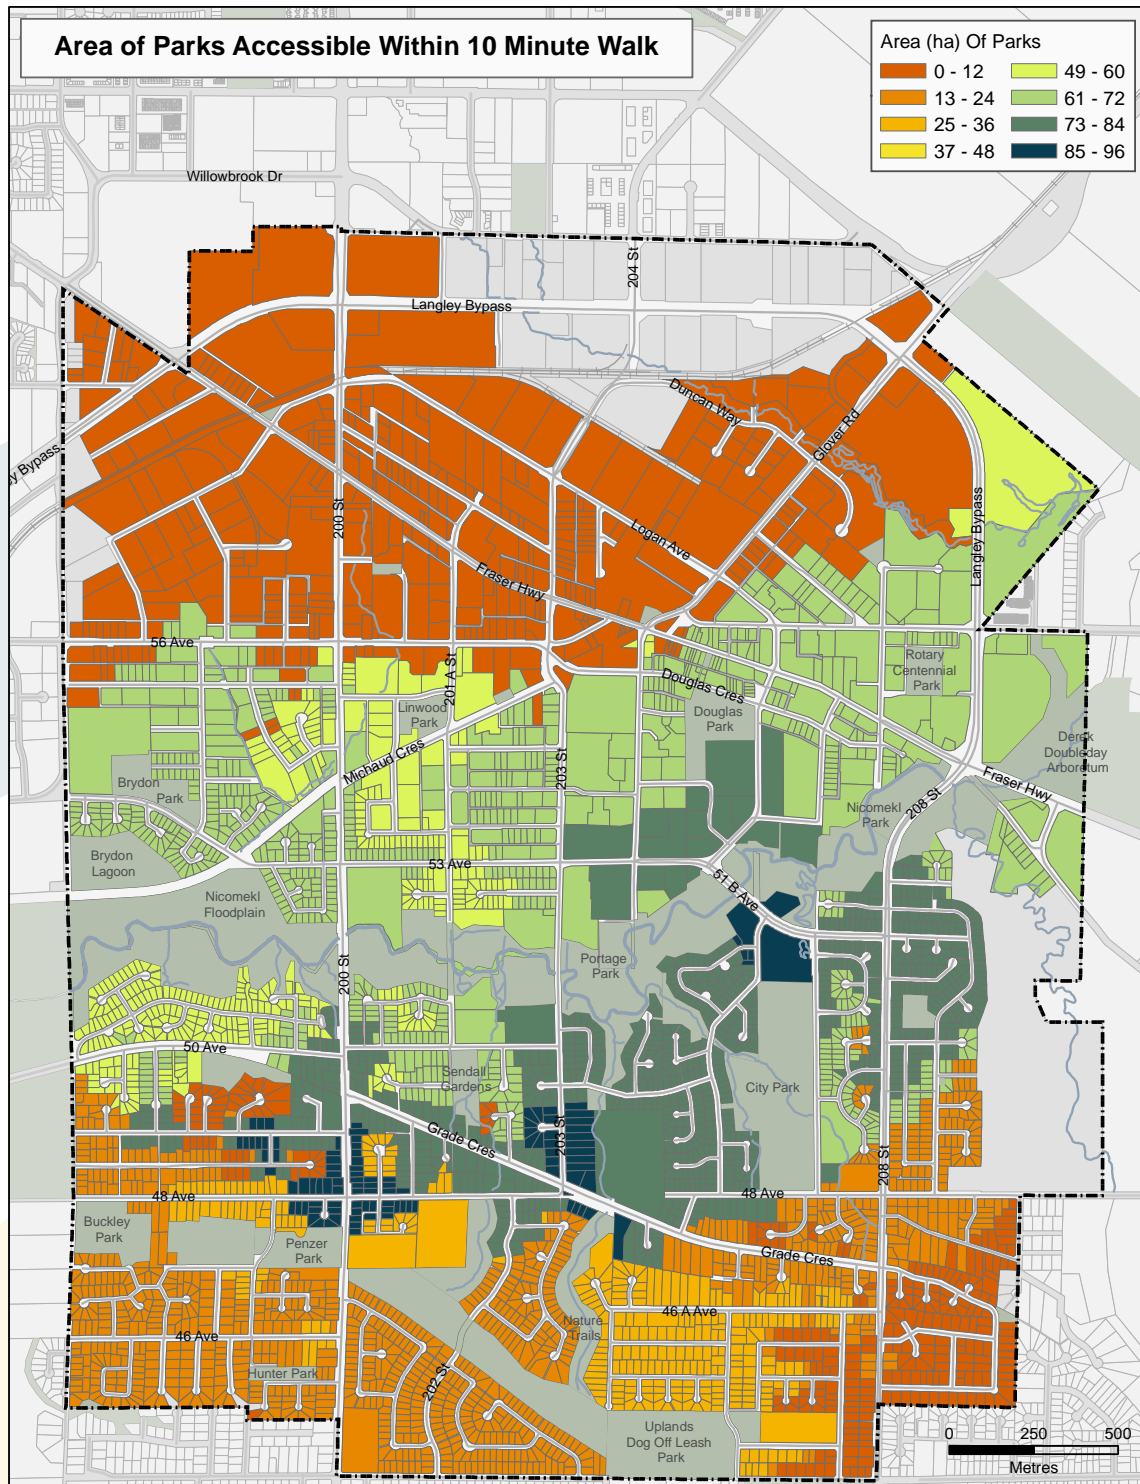 Area of Parks Accessible Within 10 Minute Walk
Area (ha) Of Parks
0 - 12
13 - 24
25 - 36
37 - 48
49 - 60
61 - 72
73 - 84
85 - 96
Willowbrook Dr
204 St
Langley Bypass
Duncan Way
Glover Rd
ey Bypass
200 St
Logan Ave
Langley Bypass
Fraser Hwy
56 Ave
201 A St
Rotary
Centennial
Park
Douglas Cres
Linwood
Park
Douglas
Park
Derek
Doubleday
Arboretum
Michaud Cres
203 St
Fraser Hwy
Brydon
Park
208 St
Nicomekl
Park
Brydon
Lagoon
53 Ave
51 B Ave
Nicomekl
Floodplain
200 St
Portage
Park
50 Ave
Sendall
Gardens
City Park
203 St
Grade Cres
208 St
48 Ave
48 Ave
Buckley
Park
Penzer
Park
Grade Cres
46 A Ave
46 Ave
Nature
Trails
Hunter Park
202 St
Uplands
Dog Off Leash
Park
0 250 500
Metres